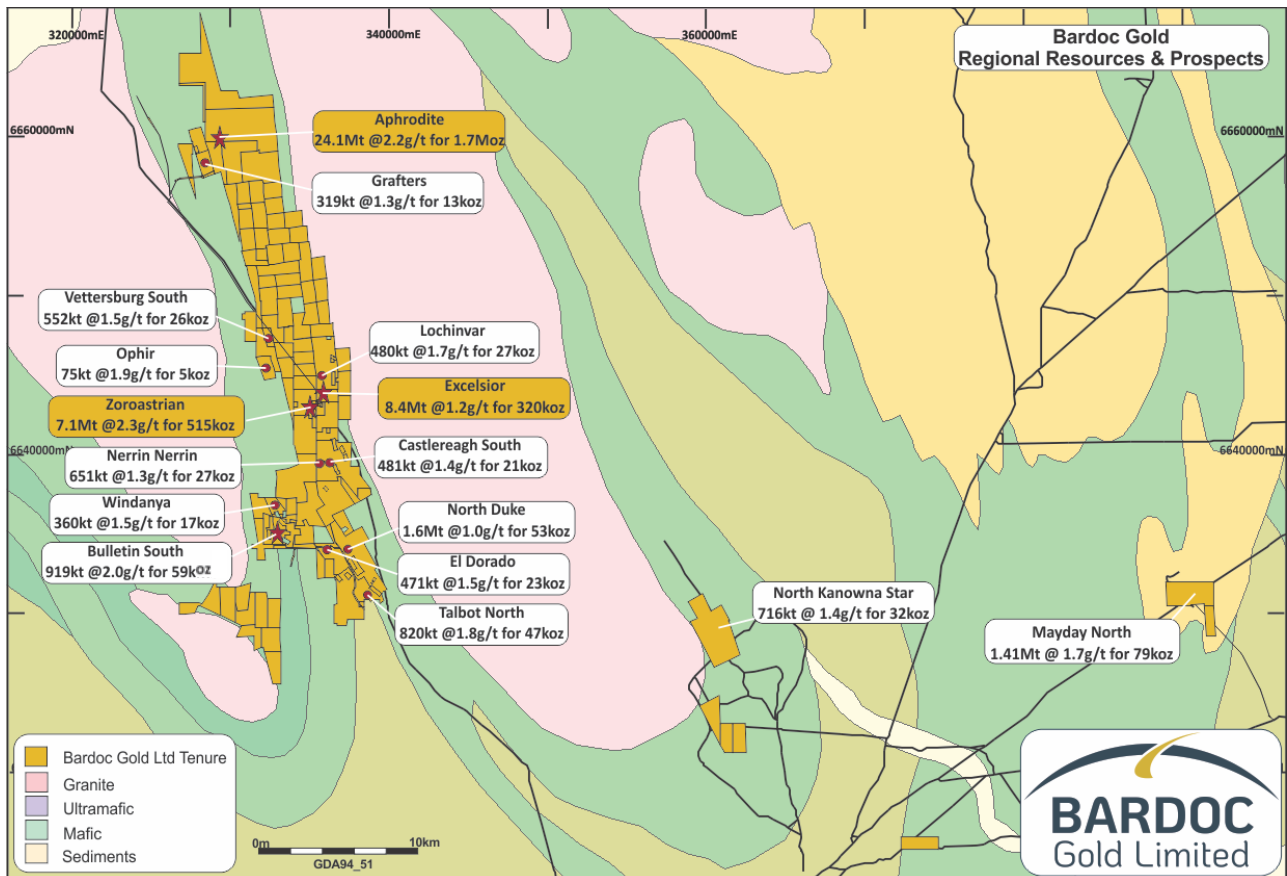 320000mE
340000mE
360000mE
Bardoc Gold
Regional Resources & Prospects
6660000mN
6660000mN
Aphrodite
24.1Mt @2.2g/t for 1.7Moz
Grafters
319kt @1.3g/t for 13koz
Vettersburg South
552kt @1.5g/t for 26koz
Lochinvar
480kt @1.7g/t for 27koz
Ophir
75kt @1.9g/t for 5koz
Excelsior
8.4Mt @1.2g/t for 320koz
Zoroastrian
7.1Mt @2.3g/t for 515koz
6640000mN
6640000mN
Nerrin Nerrin
651kt @1.3g/t for 27koz
Castlereagh South
481kt @1.4g/t for 21koz
Windanya
360kt @1.5g/t for 17koz
North Duke
1.6Mt @1.0g/t for 53koz
Bulletin South
919kt @2.0g/t for 59koz
El Dorado
471kt @1.5g/t for 23koz
Talbot North
820kt @1.8g/t for 47koz
North Kanowna Star
716kt @ 1.4g/t for 32koz
Mayday North
1.41Mt @ 1.7g/t for 79koz
Bardoc Gold Ltd Tenure
Granite
Ultramafic
Mafic
Sediments
0m
10km
GDA94_51
BARDOC
Gold Limited